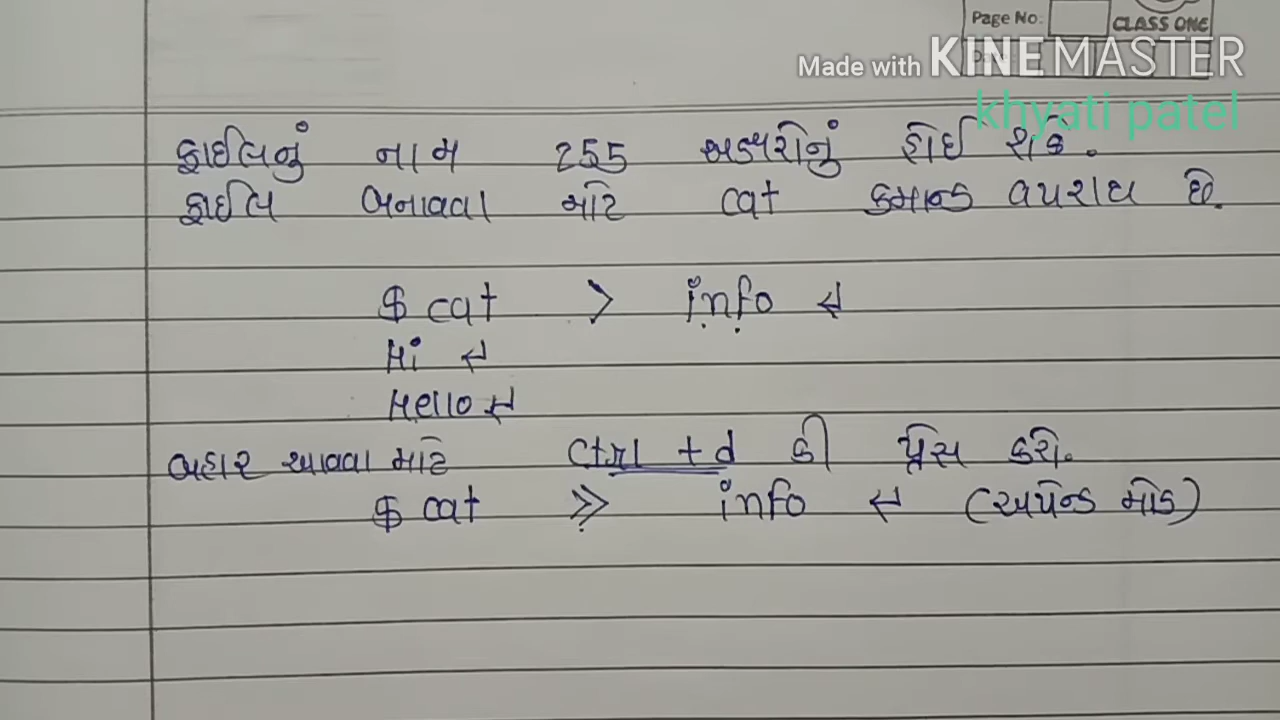 Page No:
CLASS ONE
Made with KINEMASTER
khyati patel
ફાઈલનું નામ 255 અક્ષરોનું હોઈ શકે.
ફાઈલ બનાવવા માટે cat કમાન્ડ વપરાય છે.
$ cat > info ↵
Hi ↵
Hello ↵
બહાર આવવા માટે Ctrl + d કી પ્રેસ કરો.
$ cat >> info ↵ (અપેન્ડ મોડ)